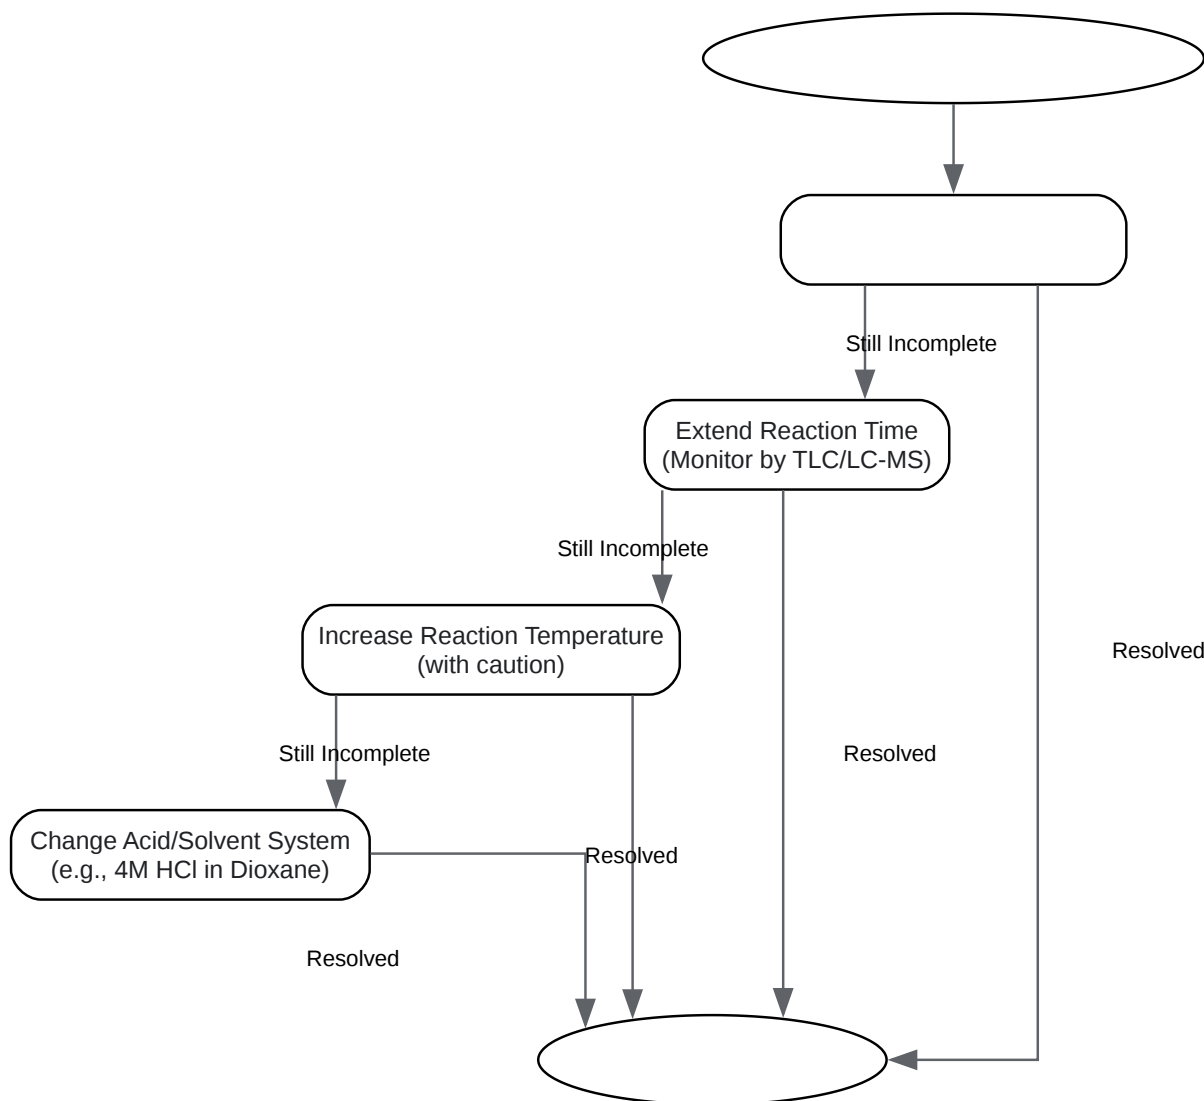 Still Incomplete
Extend Reaction Time
(Monitor by TLC/LC-MS)
Still Incomplete
Increase Reaction Temperature
(with caution)
Resolved
Still Incomplete
Resolved
Change Acid/Solvent System
(e.g., 4M HCl in Dioxane)
Resolved
Resolved